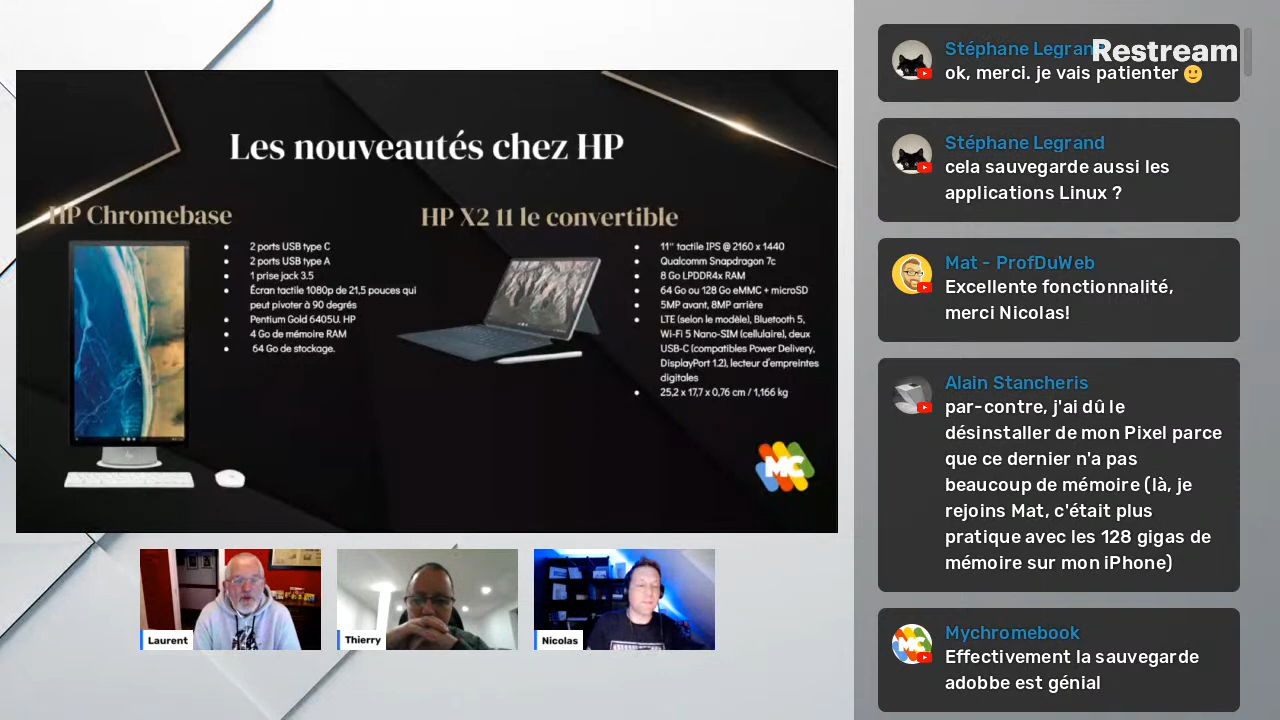 Les nouveautés chez HP
HP Chromebase
2 ports USB type C
2 ports USB type A
1 prise jack 3.5
Écran tactile 1080p de 21,5 pouces qui
peut pivoter à 90 degrés
Pentium Gold 6405U. HP
4 Go de mémoire RAM
64 Go de stockage.
HP X2 11 le convertible
11'' tactile IPS @ 2160 x 1440
Qualcomm Snapdragon 7c
8 Go LPDDR4x RAM
64 Go ou 128 Go eMMC + microSD
5MP avant, 8MP arrière
LTE (selon le modèle), Bluetooth 5,
Wi-Fi 5 Nano-SIM (cellulaire), deux
USB-C (compatibles Power Delivery,
DisplayPort 1.2), lecteur d'empreintes
digitales
25,2 x 17,7 x 0,76 cm / 1,166 kg
MC
Laurent
Thierry
Nicolas
Restream
Stéphane Legrand
ok, merci. je vais patienter 🙂
Stéphane Legrand
cela sauvegarde aussi les
applications Linux ?
Mat - ProfDuWeb
Excellente fonctionnalité,
merci Nicolas!
Alain Stancheris
par-contre, j'ai dû le
désinstaller de mon Pixel parce
que ce dernier n'a pas
beaucoup de mémoire (là, je
rejoins Mat, c'était plus
pratique avec les 128 gigas de
mémoire sur mon iPhone)
MC
Mychromebook
Effectivement la sauvegarde
adobbe est génial